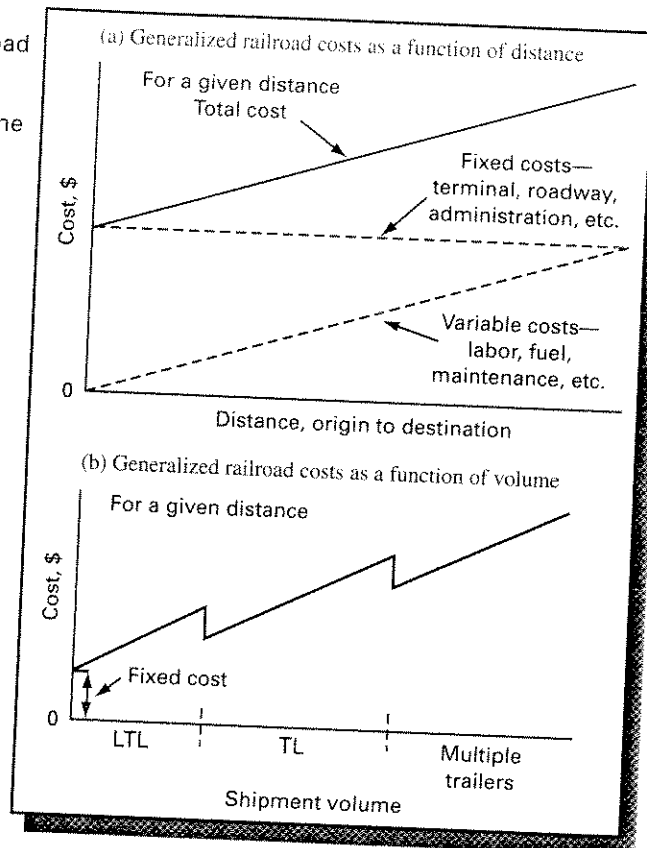 (a) Generalized railroad costs as a function of distance
For a given distance
Total cost
Fixed costs—
terminal, roadway,
administration, etc.
Cost, $
Variable costs—
labor, fuel,
maintenance, etc.
0
Distance, origin to destination
(b) Generalized railroad costs as a function of volume
For a given distance
Cost, $
Fixed cost
0
LTL
TL
Multiple
trailers
Shipment volume